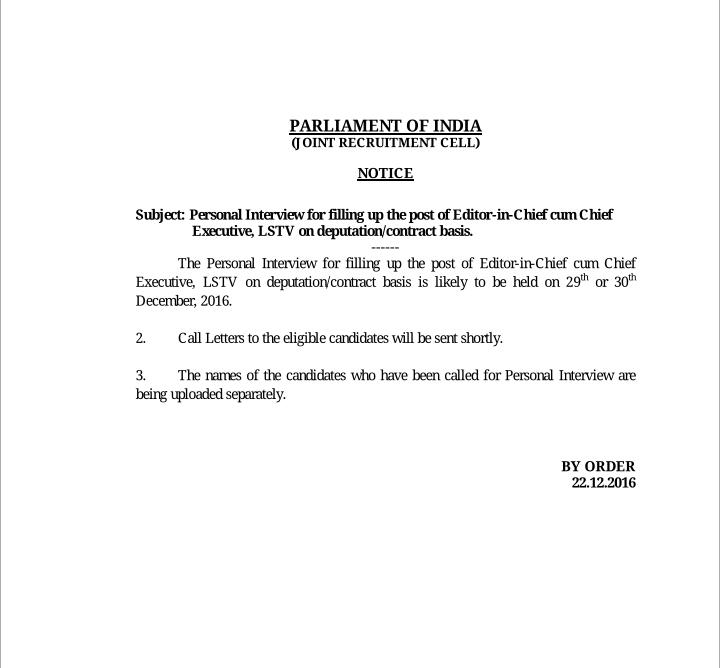 PARLIAMENT OF INDIA
(JOINT RECRUITMENT CELL)
NOTICE
Subject: Personal Interview for filling up the post of Editor-in-Chief cum Chief
Executive, LSTV on deputation/contract basis.
------
The Personal Interview for filling up the post of Editor-in-Chief cum Chief
Executive, LSTV on deputation/contract basis is likely to be held on 29th or 30th
December, 2016.
2. Call Letters to the eligible candidates will be sent shortly.
3. The names of the candidates who have been called for Personal Interview are
being uploaded separately.
BY ORDER
22.12.2016